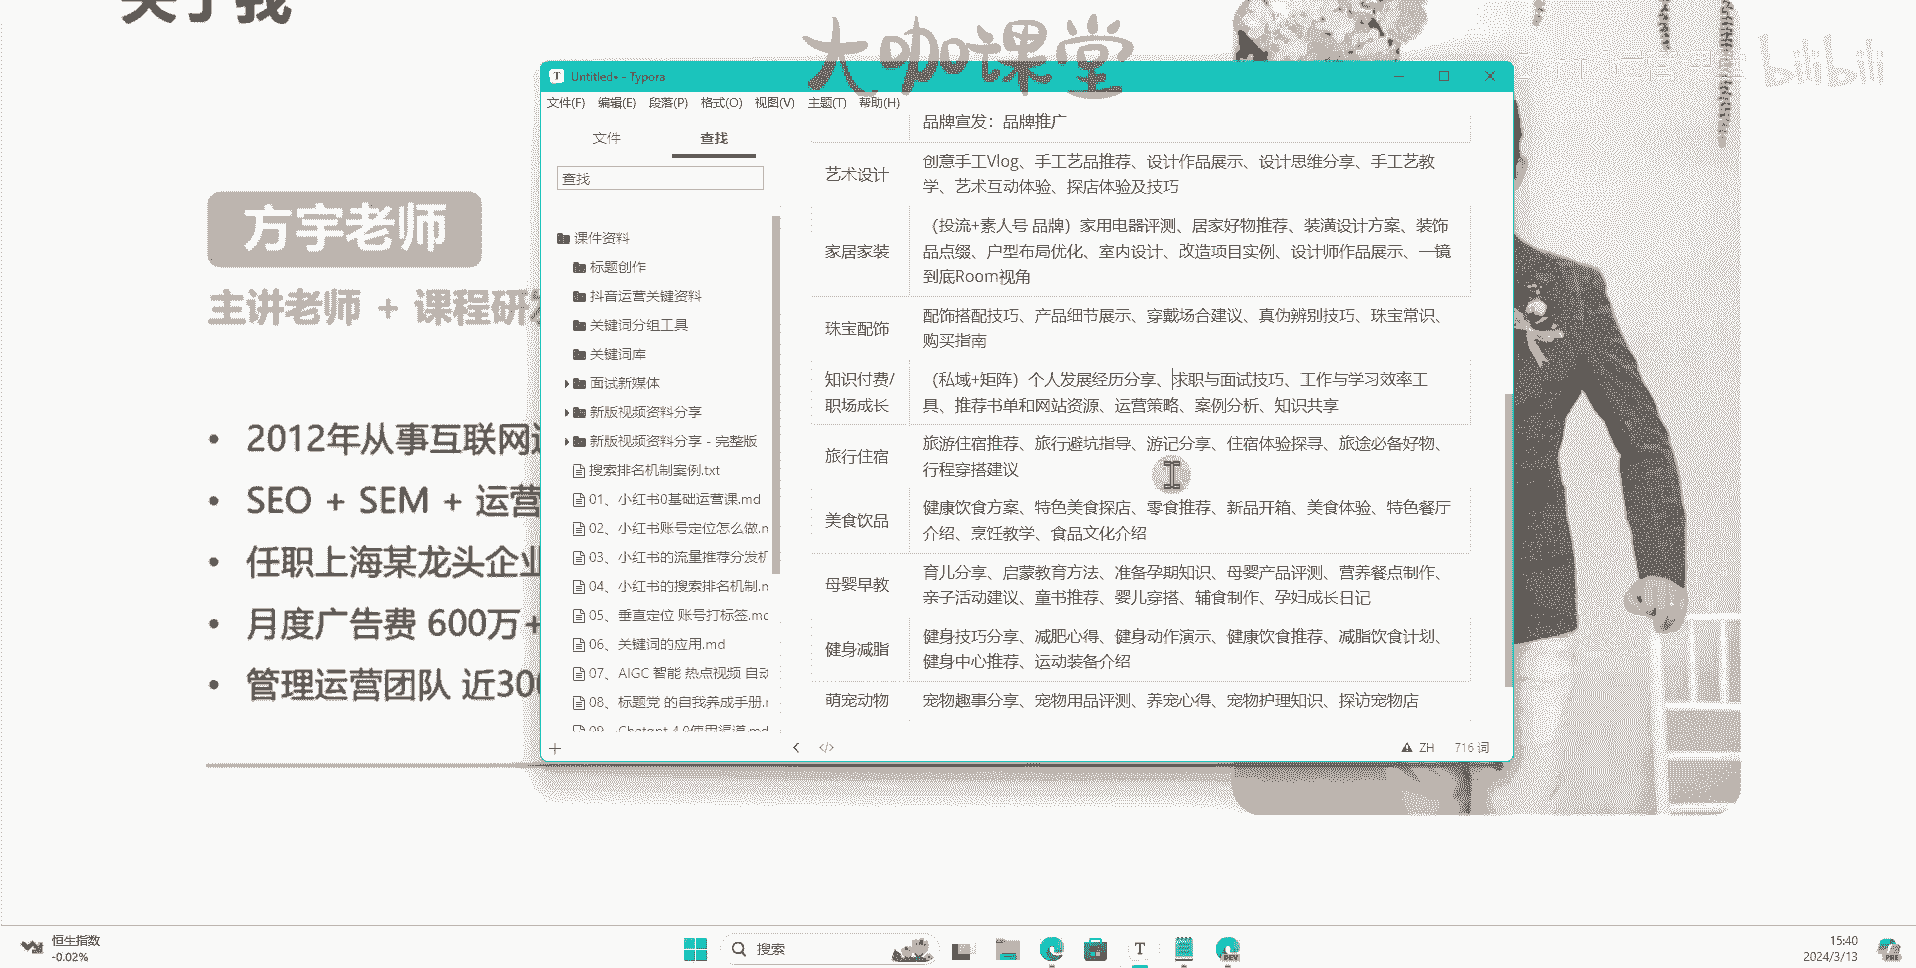 大咖课堂
bilibili
方宇老师
主讲老师 + 课程研
2012年从事互联网
SEO + SEM + 运营
任职上海某龙头企业
月度广告费 600万+
管理运营团队 近300
Untitled• - Typora
文件(F) 编辑(E) 段落(P) 格式(O) 视图(V) 主题(T) 帮助(H)
文件 查找
查找
课件资料
标题创作
抖音运营关键资料
关键词分组工具
关键词库
面试新媒体
新版视频资料分享
新版视频资料分享 - 完整版
搜索排名机制案例.txt
01、小红书0基础运营课.md
02、小红书账号定位怎么做.m
03、小红书的流量推荐分发机
04、小红书的搜索排名机制.m
05、垂直定位 账号打标签.md
06、关键词的应用.md
07、AIGC 智能 热点视频 自动
08、标题党 的自我养成手册.m
09、Chatgpt 4.0使用渠道.md
品牌宣发：品牌推广
艺术设计
创意手工Vlog、手工艺品推荐、设计作品展示、设计思维分享、手工艺教
学、艺术互动体验、探店体验及技巧
家居家装
（投流+素人号 品牌）家用电器评测、居家好物推荐、装潢设计方案、装饰
品点缀、户型布局优化、室内设计、改造项目实例、设计师作品展示、一镜
到底Room视角
珠宝配饰
配饰搭配技巧、产品细节展示、穿戴场合建议、真伪辨别技巧、珠宝常识、
购买指南
知识付费/
职场成长
（私域+矩阵）个人发展经历分享、求职与面试技巧、工作与学习效率工
具、推荐书单和网站资源、运营策略、案例分析、知识共享
旅行住宿
旅游住宿推荐、旅行避坑指导、游记分享、住宿体验探寻、旅途必备好物、
行程穿搭建议
美食饮品
健康饮食方案、特色美食探店、零食推荐、新品开箱、美食体验、特色餐厅
介绍、烹饪教学、食品文化介绍
母婴早教
育儿分享、启蒙教育方法、准备孕期知识、母婴产品评测、营养餐点制作、
亲子活动建议、童书推荐、婴儿穿搭、辅食制作、孕妇成长日记
健身减脂
健身技巧分享、减肥心得、健身动作演示、健康饮食推荐、减脂饮食计划、
健身中心推荐、运动装备介绍
萌宠动物
宠物趣事分享、宠物用品评测、养宠心得、宠物护理知识、探访宠物店
ZH 716 词
恒生指数
-0.02%
搜索
15:40
2024/3/13